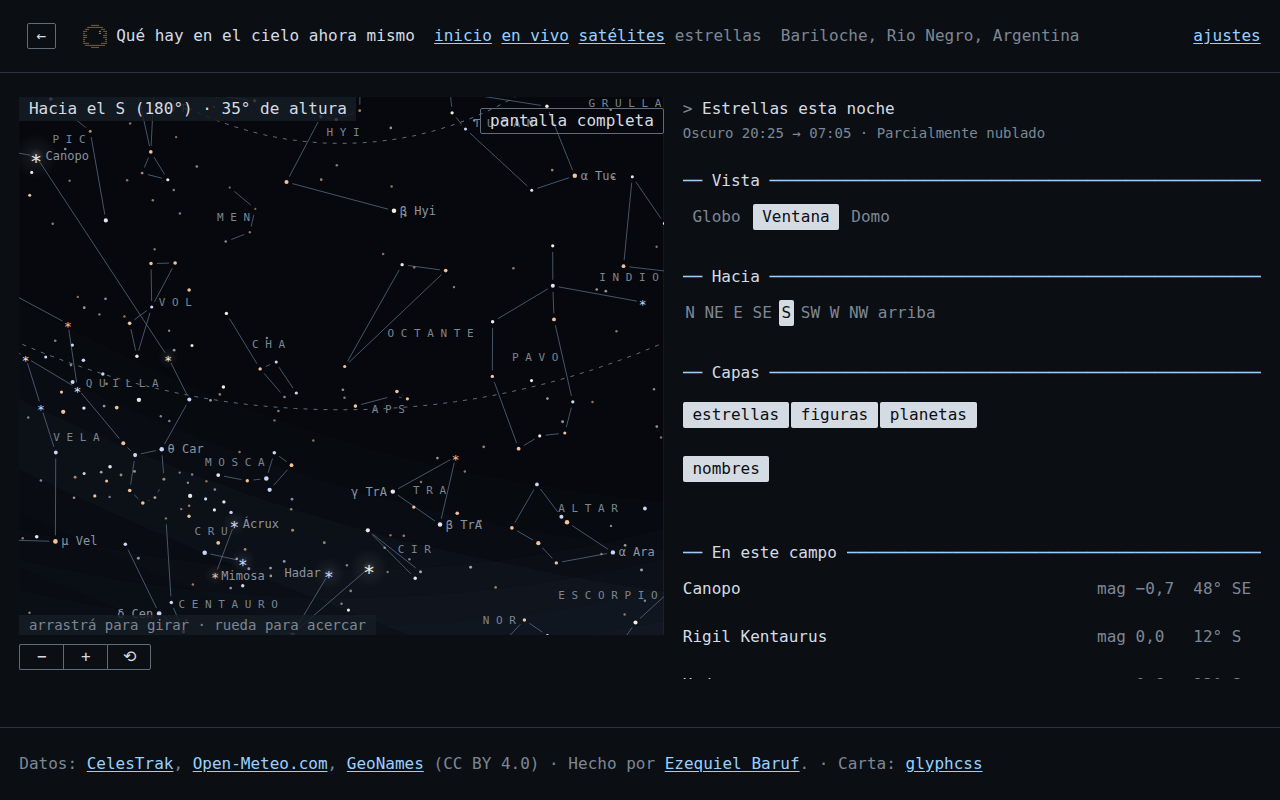 ← Qué hay en el cielo ahora mismo inicio en vivo satélites estrellas Bariloche, Rio Negro, Argentina ajustes
Hacia el S (180°) · 35° de altura
pantalla completa
GRULLA
HYI
PIC
Canopo
α Tuc
β Hyi
MEN
INDIO
VOL
OCTANTE
CHA
PAVO
QUILLA
APS
VELA
θ Car
MOSCA
γ TrA
TRA
ALTAR
CRU
Ácrux
β TrA
μ Vel
CIR
α Ara
Mimosa
Hadar
ESCORPIO
CENTAURO
δ Cen
NOR
arrastrá para girar · rueda para acercar
− + ⟲
> Estrellas esta noche
Oscuro 20:25 → 07:05 · Parcialmente nublado
Vista
Globo Ventana Domo
Hacia
N NE E SE S SW W NW arriba
Capas
estrellas figuras planetas
nombres
En este campo
Canopo mag −0,7 48° SE
Rigil Kentaurus mag 0,0 12° S
Datos: CelesTrak, Open-Meteo.com, GeoNames (CC BY 4.0) · Hecho por Ezequiel Baruf. · Carta: glyphcss